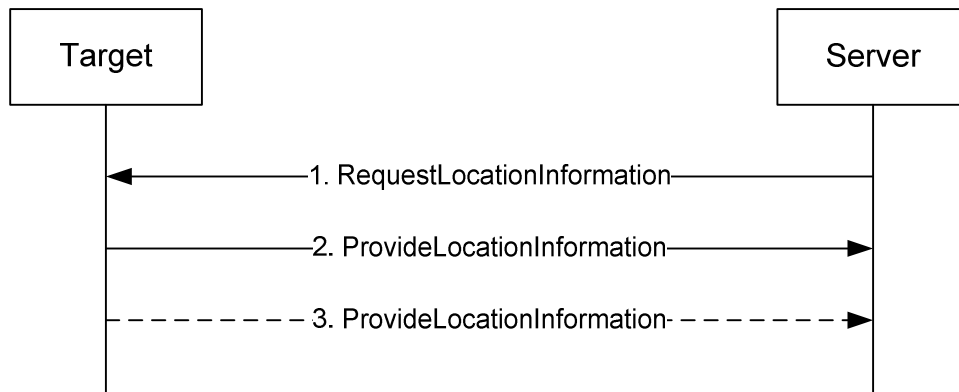 Target
Server
1. RequestLocationInformation
2. ProvideLocationInformation
3. ProvideLocationInformation